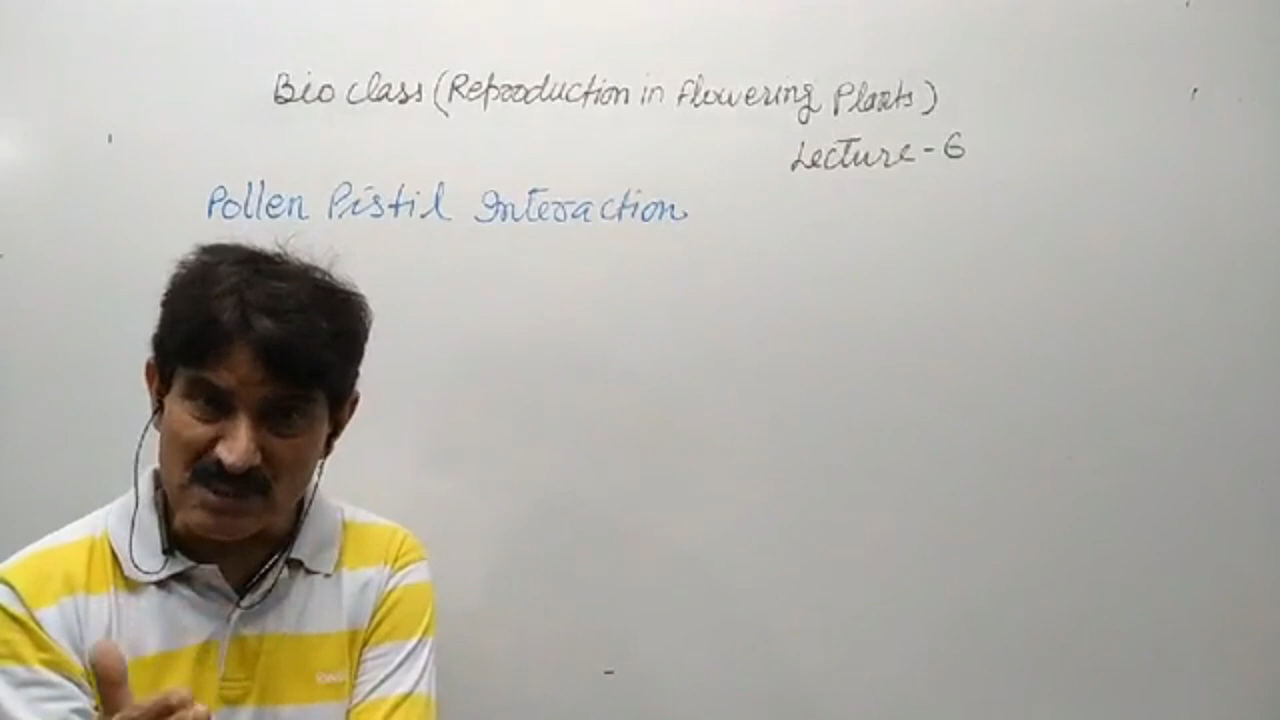 Bio class (Reproduction in flowering Plants)
Lecture - 6
Pollen Pistil Interaction